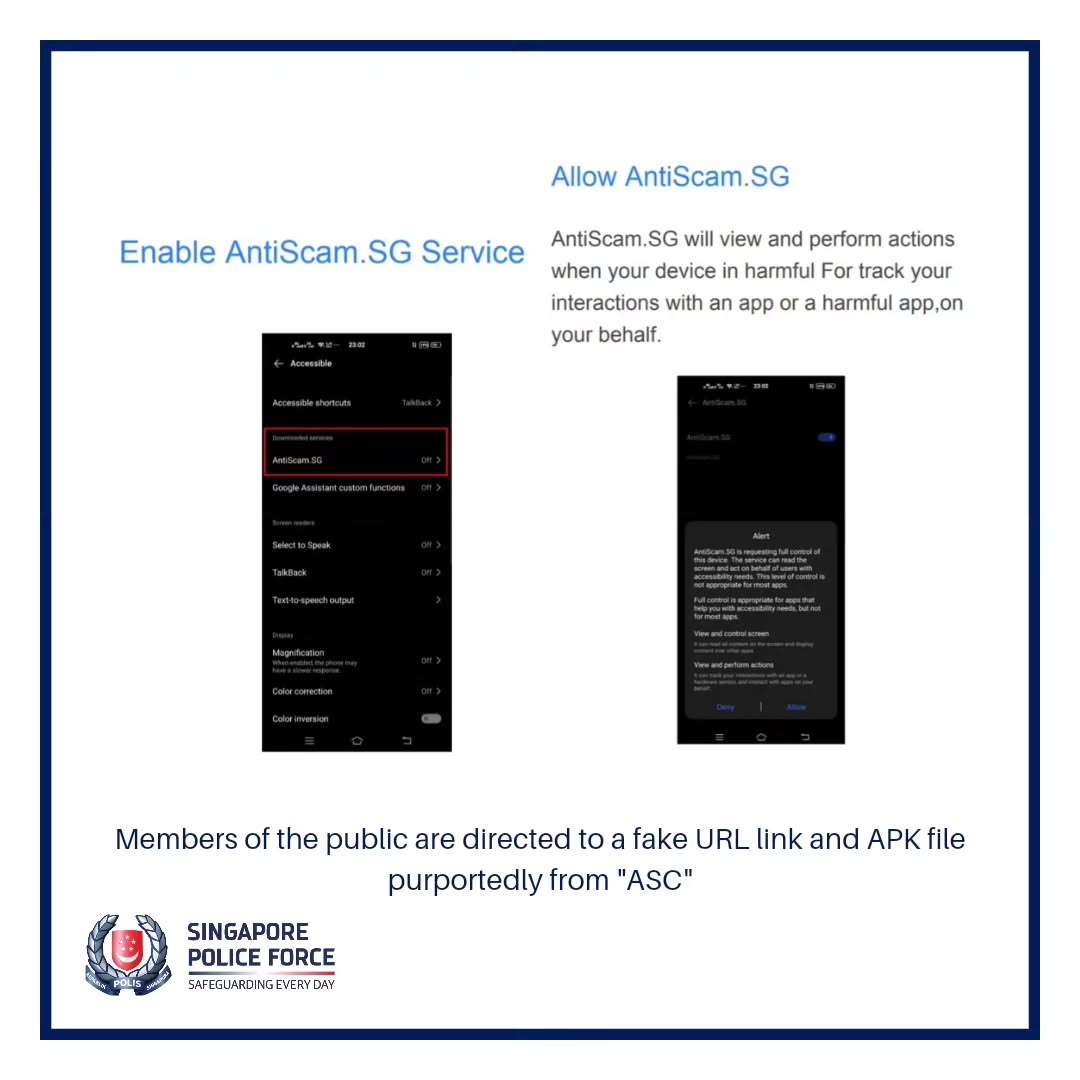 Allow AntiScam.SG
Enable AntiScam.SG Service
AntiScam.SG will view and perform actions
when your device in harmful For track your
interactions with an app or a harmful app,on
your behalf.
23:02
Accessible
Accessible shortcuts TalkBack
Downloaded services
AntiScam.SG Off
Google Assistant custom functions Off
Screen readers
Select to Speak Off
TalkBack Off
Text-to-speech output
Display
Magnification Off
When enabled, the phone may
have a slower response.
Color correction Off
Color inversion
23:02
AntiScam.SG
AntiScam.SG
AntiScam.SG
Alert
AntiScam.SG is requesting full control of
this device. The service can read the
screen and act on behalf of users with
accessibility needs. This level of control is
not appropriate for most apps.
Full control is appropriate for apps that
help you with accessibility needs, but not
for most apps.
View and control screen
It can read all content on the screen and display
content over other apps.
View and perform actions
It can track your interactions with an app or a
hardware sensor, and interact with apps on your
behalf.
Deny | Allow
Members of the public are directed to a fake URL link and APK file
purportedly from "ASC"
SINGAPORE
POLICE FORCE
SAFEGUARDING EVERY DAY
REPUBLIK POLIS SINGAPURA